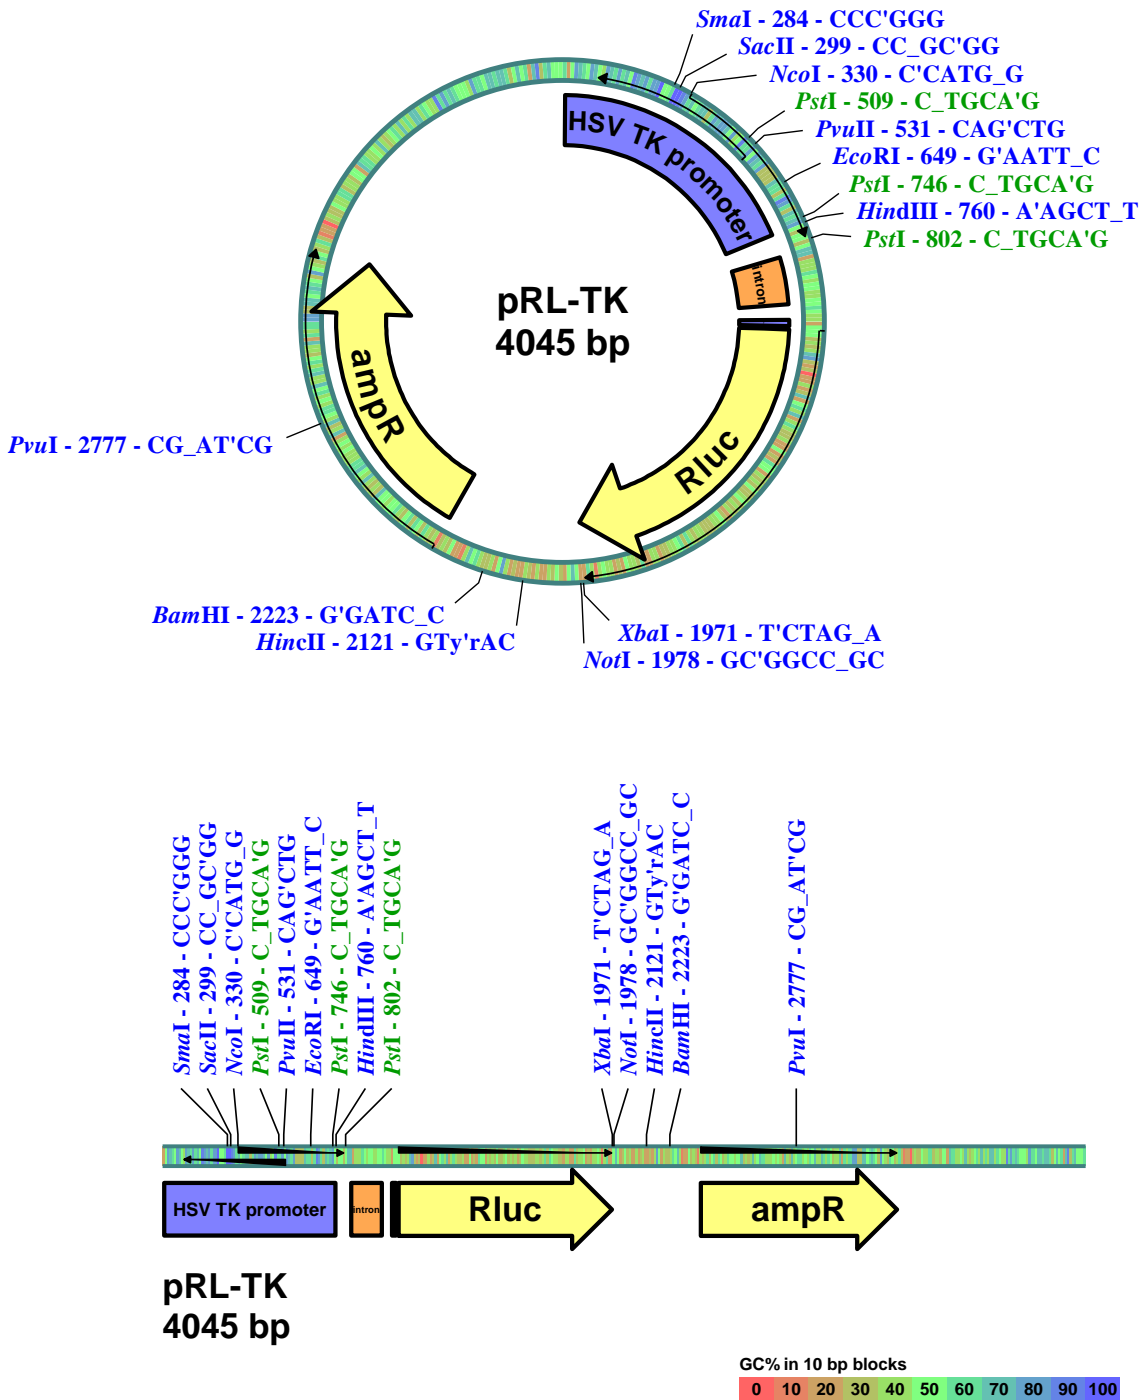 SmaI - 284 - CCC'GGG
SacII - 299 - CC_GC'GG
NcoI - 330 - C'CATG_G
PstI - 509 - C_TGCA'G
PvuII - 531 - CAG'CTG
EcoRI - 649 - G'AATT_C
PstI - 746 - C_TGCA'G
HindIII - 760 - A'AGCT_T
PstI - 802 - C_TGCA'G
HSV TK promoter
intron
pRL-TK
4045 bp
ampR
Rluc
PvuI - 2777 - CG_AT'CG
BamHI - 2223 - G'GATC_C
HincII - 2121 - GTy'rAC
XbaI - 1971 - T'CTAG_A
NotI - 1978 - GC'GGCC_GC
SmaI - 284 - CCC'GGG
SacII - 299 - CC_GC'GG
NcoI - 330 - C'CATG_G
PstI - 509 - C_TGCA'G
PvuII - 531 - CAG'CTG
EcoRI - 649 - G'AATT_C
PstI - 746 - C_TGCA'G
HindIII - 760 - A'AGCT_T
PstI - 802 - C_TGCA'G
XbaI - 1971 - T'CTAG_A
NotI - 1978 - GC'GGCC_GC
HincII - 2121 - GTy'rAC
BamHI - 2223 - G'GATC_C
PvuI - 2777 - CG_AT'CG
HSV TK promoter
intron
Rluc
ampR
pRL-TK
4045 bp
GC% in 10 bp blocks
0 10 20 30 40 50 60 70 80 90 100